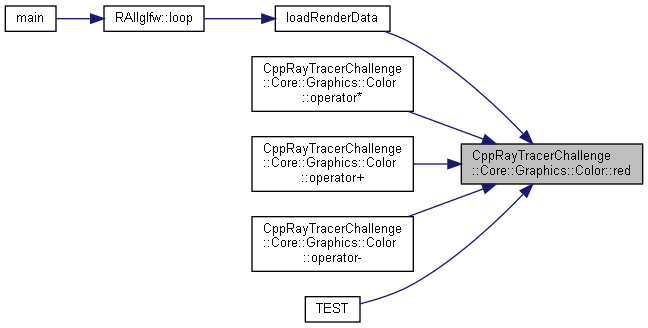 main
RAIIglfw::loop
loadRenderData
CppRayTracerChallenge
::Core::Graphics::Color
::operator*
CppRayTracerChallenge
::Core::Graphics::Color
::operator+
CppRayTracerChallenge
::Core::Graphics::Color
::operator-
TEST
CppRayTracerChallenge
::Core::Graphics::Color::red